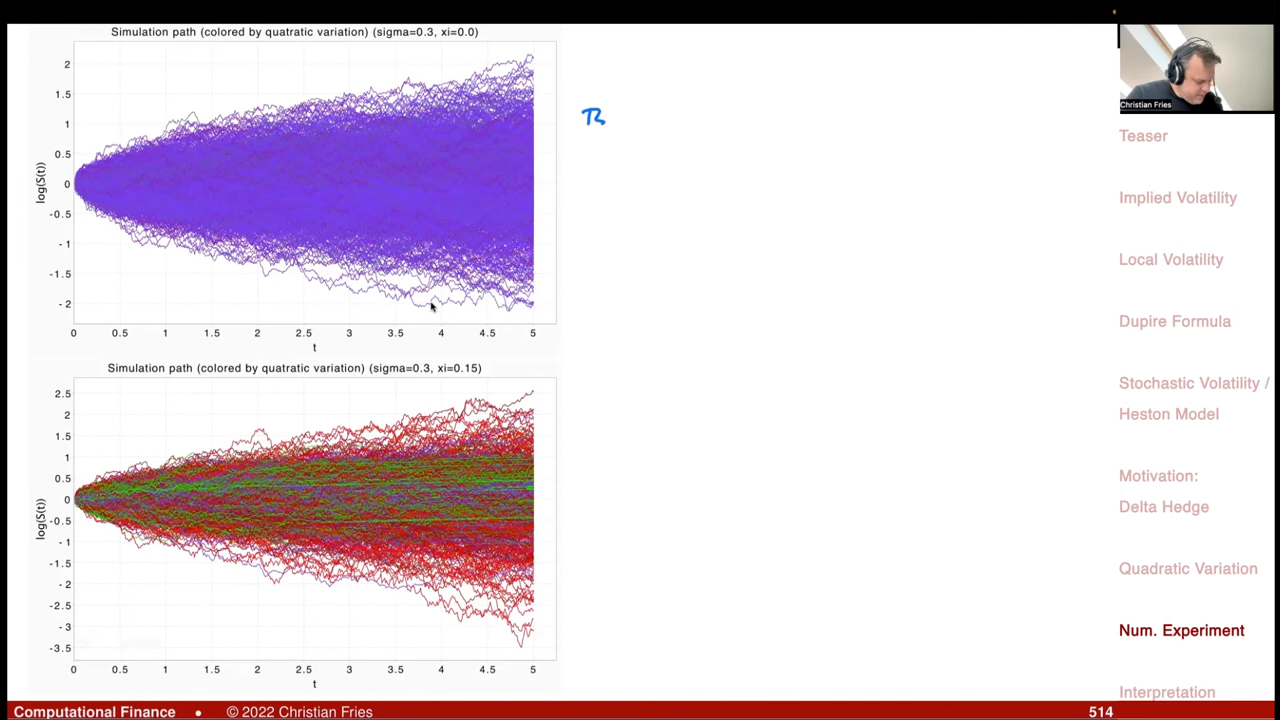 Simulation path (colored by quatratic variation) (sigma=0.3, xi=0.0)
log(S(t))
2
1.5
1
0.5
0
-0.5
- 1
-1.5
- 2
0 0.5 1 1.5 2 2.5 3 3.5 4 4.5 5
t
Simulation path (colored by quatratic variation) (sigma=0.3, xi=0.15)
log(S(t))
2.5
2
1.5
1
0.5
0
-0.5
- 1
-1.5
- 2
-2.5
- 3
-3.5
0 0.5 1 1.5 2 2.5 3 3.5 4 4.5 5
t
Christian Fries
Teaser
Implied Volatility
Local Volatility
Dupire Formula
Stochastic Volatility /
Heston Model
Motivation:
Delta Hedge
Quadratic Variation
Num. Experiment
Interpretation
Computational Finance • © 2022 Christian Fries 514